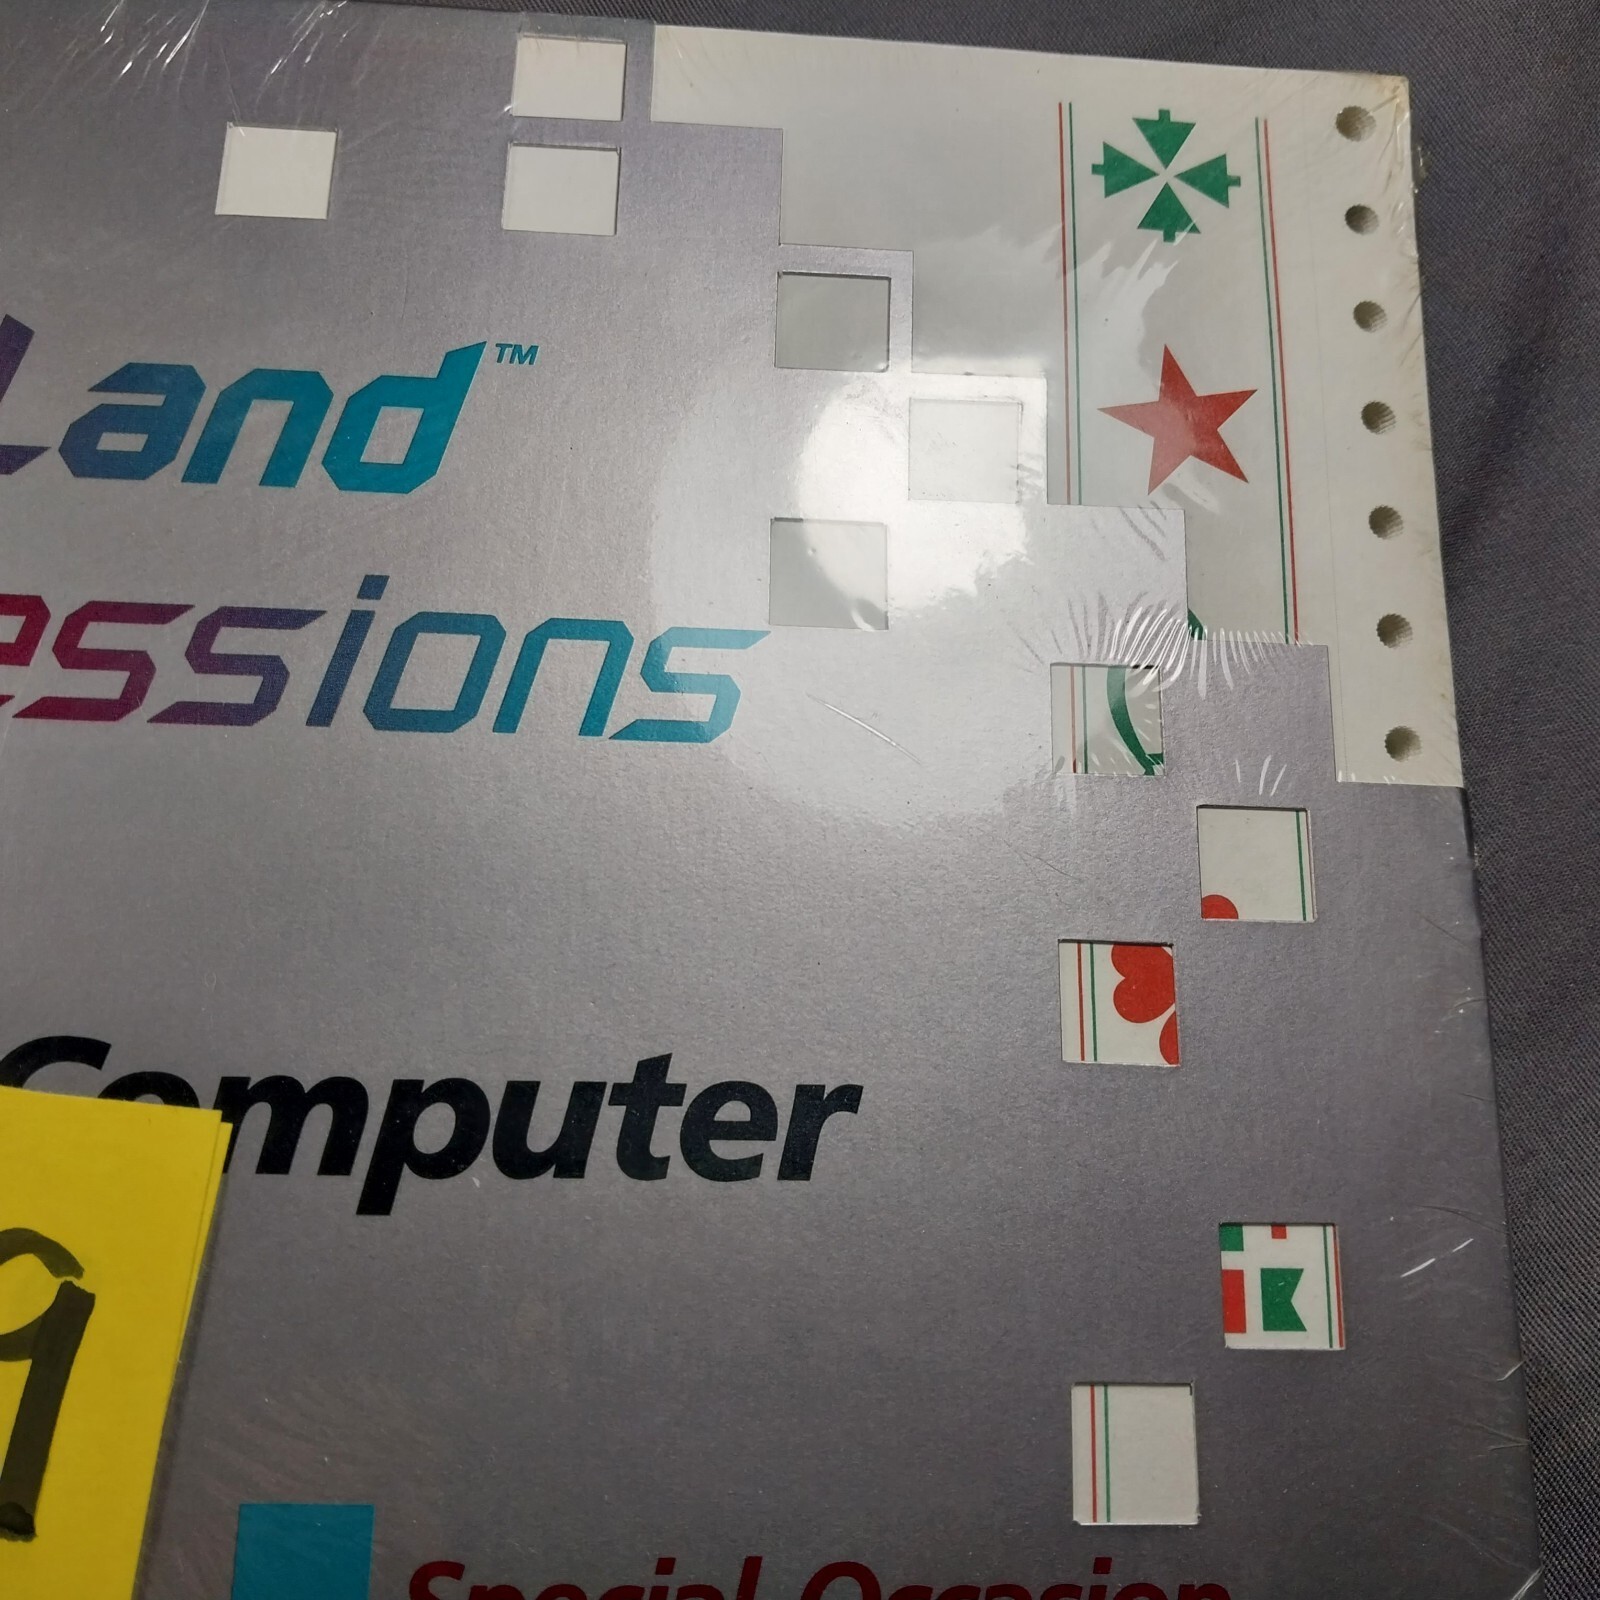 Land™
essions
Computer
9
Special Occasion